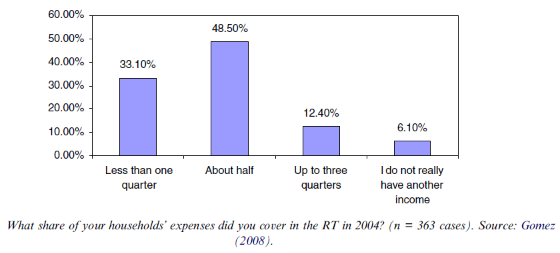 60.00%
50.00%
40.00%
30.00%
20.00%
10.00%
0.00%
33.10%
48.50%
12.40%
6.10%
Less than one
quarter
About half
Up to three
quarters
I do not really
have another
income
What share of your households' expenses did you cover in the RT in 2004? (n = 363 cases). Source: Gomez
(2008).